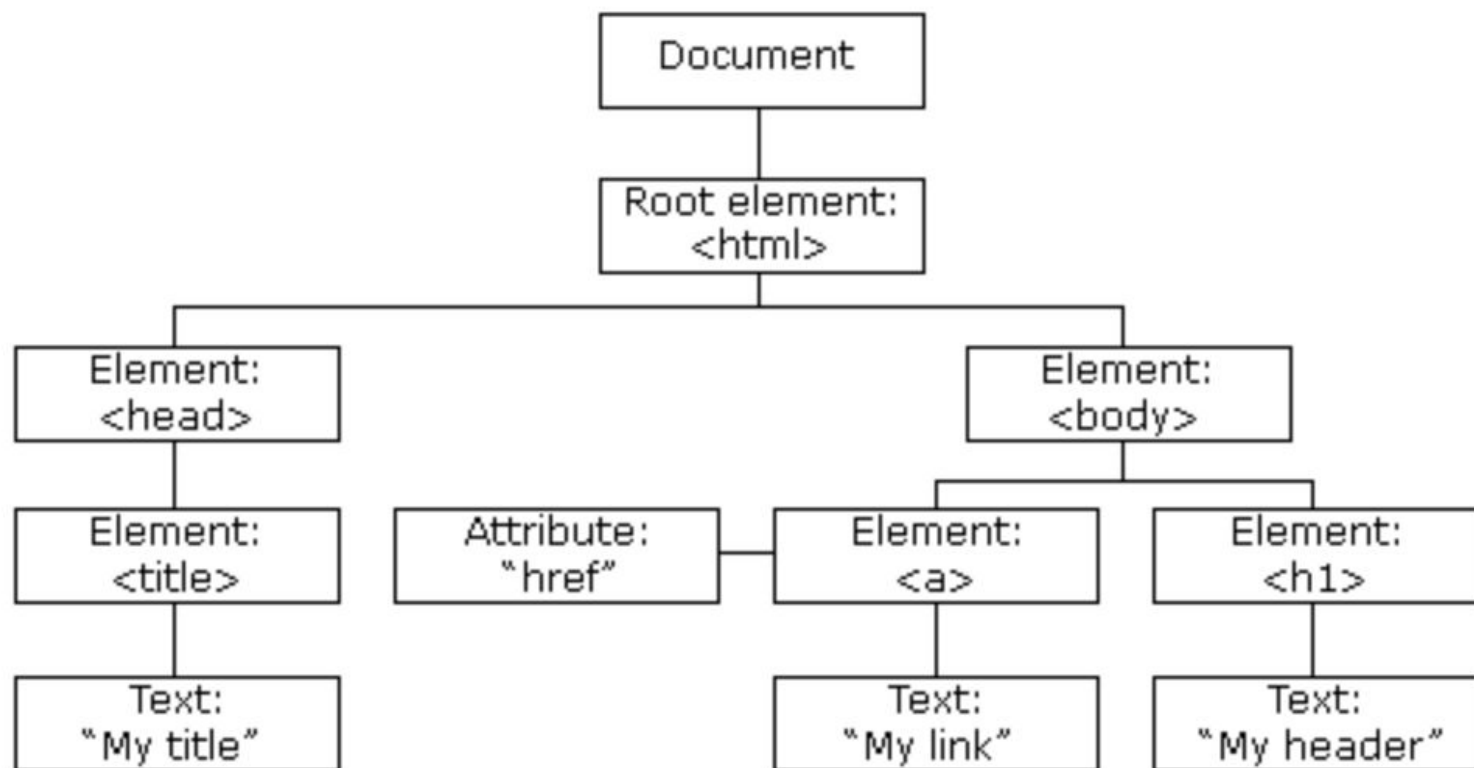 Document
Root element:
<html>
Element:
<head>
Element:
<body>
Element:
<title>
Attribute:
“href”
Element:
<a>
Element:
<h1>
Text:
“My title”
Text:
“My link”
Text:
“My header”